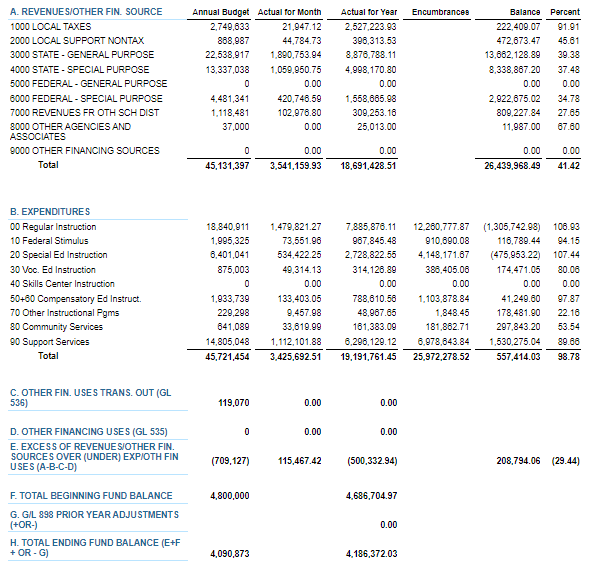 A. REVENUES/OTHER FIN. SOURCE Annual Budget Actual for Month Actual for Year Encumbrances Balance Percent
1000 LOCAL TAXES 2,749,633 21,947.12 2,527,223.93 222,409.07 91.91
2000 LOCAL SUPPORT NONTAX 868,987 44,784.73 396,313.53 472,673.47 45.61
3000 STATE - GENERAL PURPOSE 22,538,917 1,890,753.94 8,876,788.11 13,662,128.89 39.38
4000 STATE - SPECIAL PURPOSE 13,337,038 1,059,950.75 4,998,170.80 8,338,867.20 37.48
5000 FEDERAL - GENERAL PURPOSE 0 0.00 0.00 0.00 0.00
6000 FEDERAL - SPECIAL PURPOSE 4,481,341 420,746.59 1,558,665.98 2,922,675.02 34.78
7000 REVENUES FR OTH SCH DIST 1,118,481 102,976.80 309,253.16 809,227.84 27.65
8000 OTHER AGENCIES AND 37,000 0.00 25,013.00 11,987.00 67.60
ASSOCIATES
9000 OTHER FINANCING SOURCES 0 0.00 0.00 0.00 0.00
Total 45,131,397 3,541,159.93 18,691,428.51 26,439,968.49 41.42
B. EXPENDITURES
00 Regular Instruction 18,840,911 1,479,821.27 7,885,876.11 12,260,777.87 (1,305,742.98) 106.93
10 Federal Stimulus 1,995,325 73,551.96 967,845.48 910,690.08 116,789.44 94.15
20 Special Ed Instruction 6,401,041 534,422.25 2,728,822.55 4,148,171.67 (475,953.22) 107.44
30 Voc. Ed Instruction 875,003 49,314.13 314,126.89 386,405.06 174,471.05 80.06
40 Skills Center Instruction 0 0.00 0.00 0.00 0.00 0.00
50+60 Compensatory Ed Instruct. 1,933,739 133,403.05 788,610.56 1,103,878.84 41,249.60 97.87
70 Other Instructional Pgms 229,298 9,457.98 48,967.65 1,848.45 178,481.90 22.16
80 Community Services 641,089 33,619.99 161,383.09 181,862.71 297,843.20 53.54
90 Support Services 14,805,048 1,112,101.88 6,296,129.12 6,978,643.84 1,530,275.04 89.66
Total 45,721,454 3,425,692.51 19,191,761.45 25,972,278.52 557,414.03 98.78
C. OTHER FIN. USES TRANS. OUT (GL
536) 119,070 0.00 0.00
D. OTHER FINANCING USES (GL 535) 0 0.00 0.00
E. EXCESS OF REVENUES/OTHER FIN.
SOURCES OVER (UNDER) EXP/OTH FIN (709,127) 115,467.42 (500,332.94) 208,794.06 (29.44)
USES (A-B-C-D)
F. TOTAL BEGINNING FUND BALANCE 4,800,000 4,686,704.97
G. G/L 898 PRIOR YEAR ADJUSTMENTS
(+OR-) 0.00
H. TOTAL ENDING FUND BALANCE (E+F
+ OR - G) 4,090,873 4,186,372.03